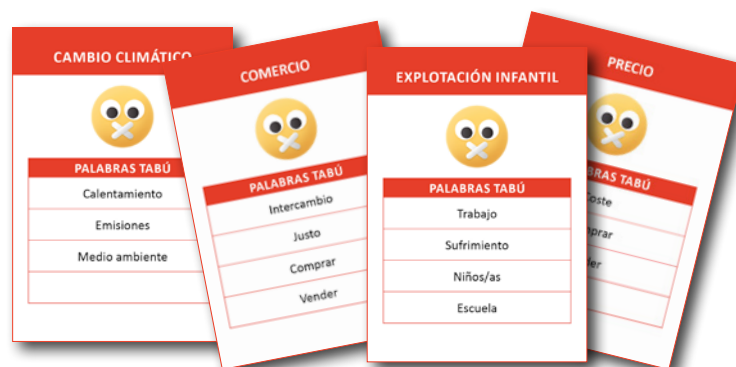 CAMBIO CLIMÁTICO
PALABRAS TABÚ
Calentamiento
Emisiones
Medio ambiente
COMERCIO
PALABRAS TABÚ
Intercambio
Justo
Comprar
Vender
EXPLOTACIÓN INFANTIL
PALABRAS TABÚ
Trabajo
Sufrimiento
Niños/as
Escuela
PRECIO
TABÚ